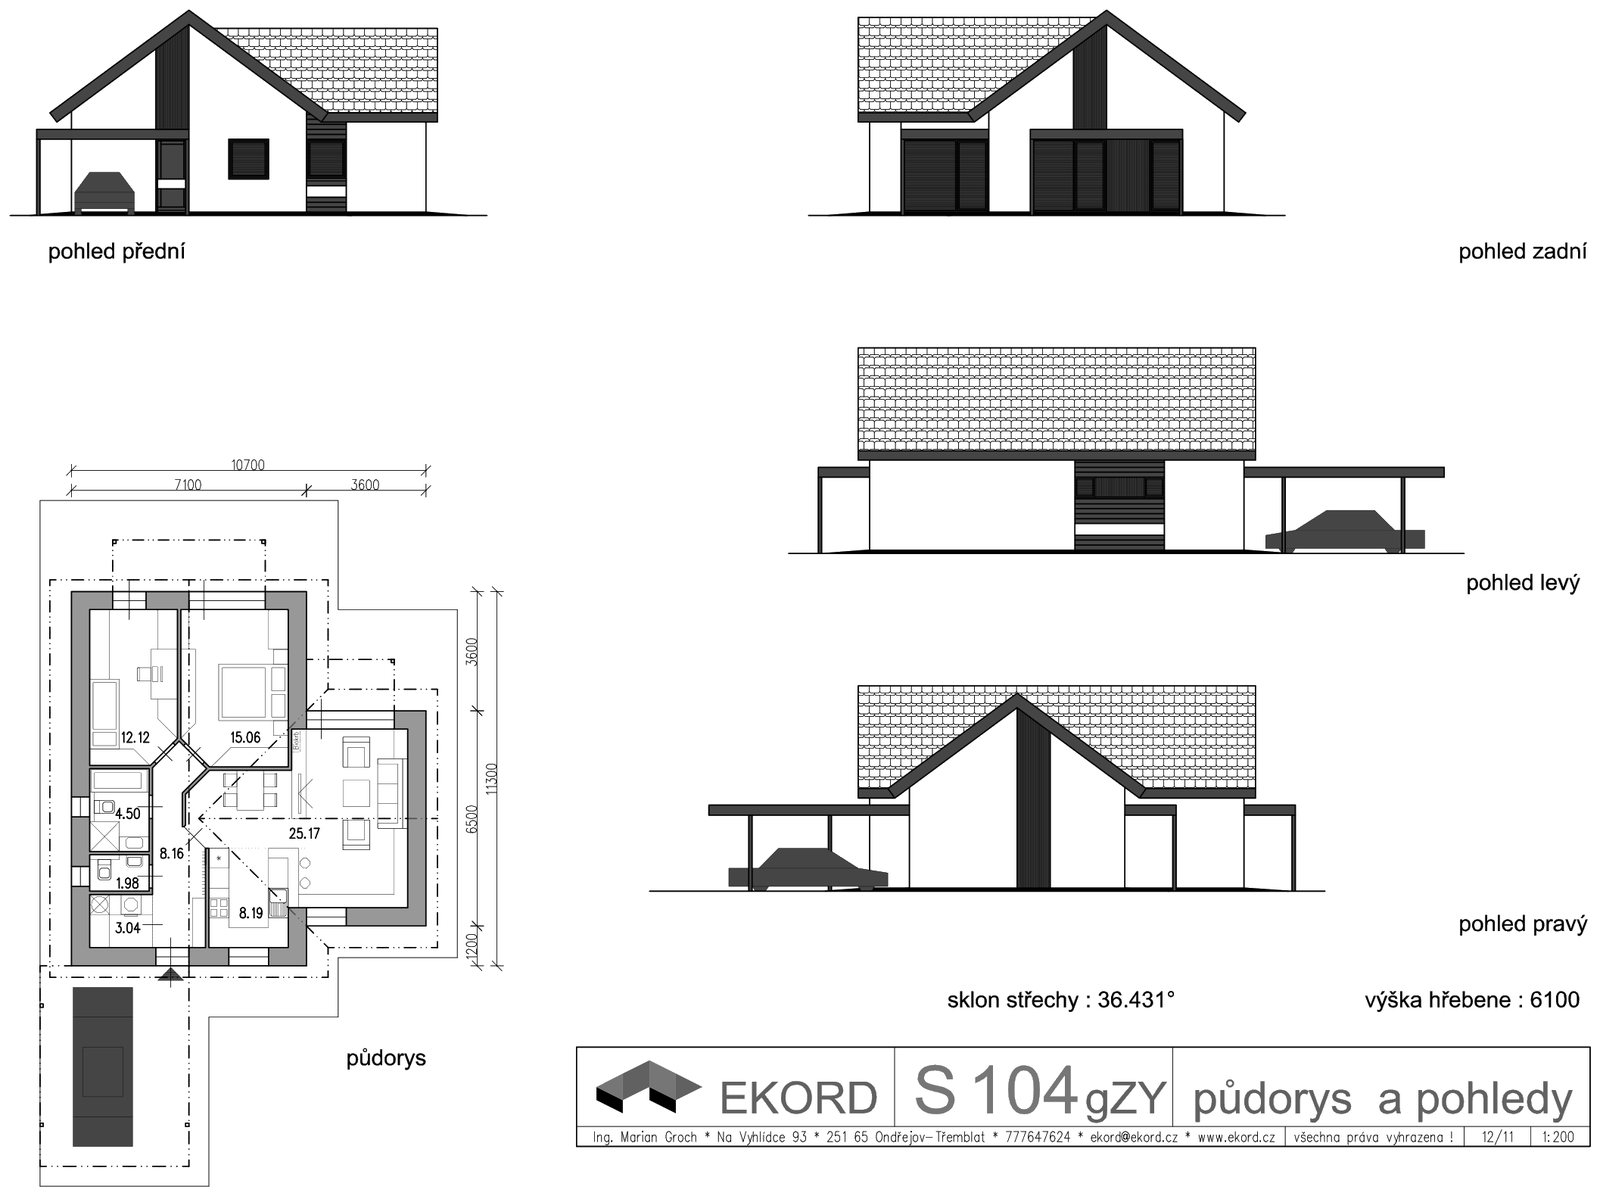 pohled přední
pohled zadní
pohled levý
10700
7100 3600
3600
12.12 15.06
11300
4.50 25.17 6500
8.16
1.98
3.04 8.19
1200
pohled pravý
sklon střechy : 36.431° výška hřebene : 6100
půdorys
EKORD S 104 gZY půdorys a pohledy
Ing. Marian Groch * Na Vyhlídce 93 * 251 65 Ondřejov-Třemblat * 777647624 * ekord@ekord.cz * www.ekord.cz všechna práva vyhrazena ! 12/11 1:200